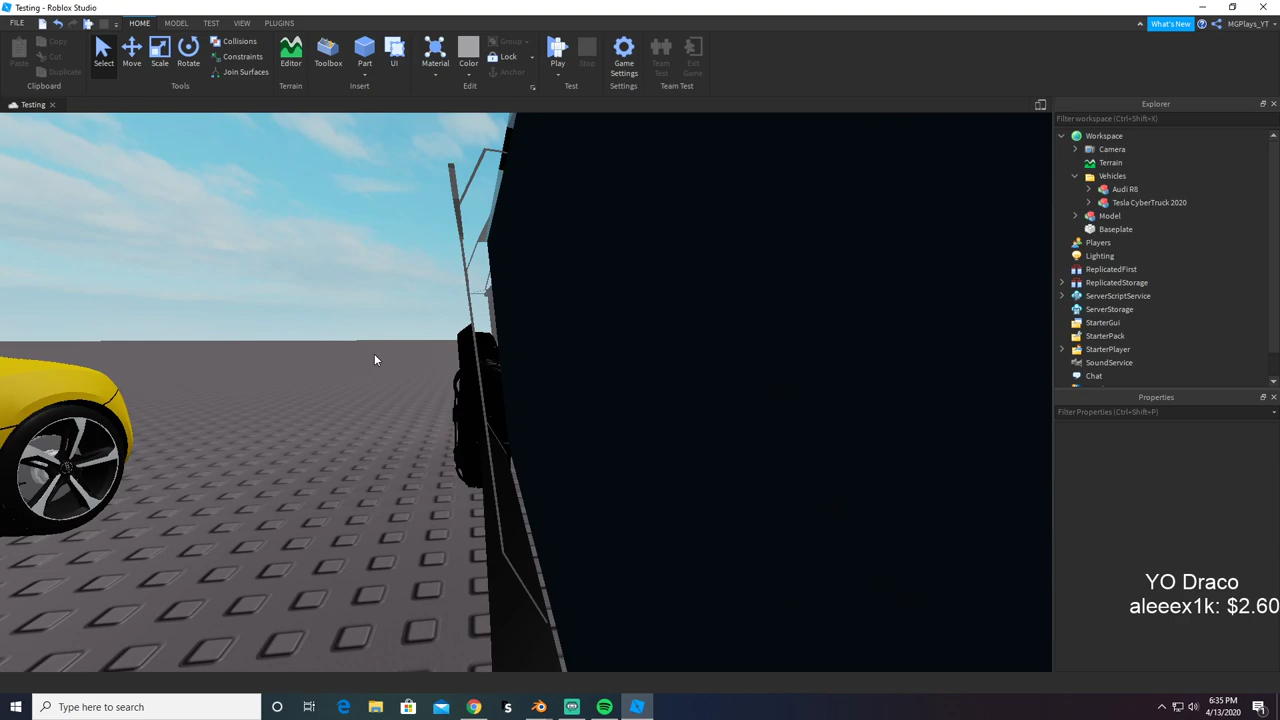 Testing - Roblox Studio
FILE
HOME
MODEL
TEST
VIEW
PLUGINS
What's New
MGPlays_YT
Paste
Copy
Cut
Duplicate
Clipboard
Select
Move
Scale
Rotate
Collisions
Constraints
Join Surfaces
Tools
Editor
Terrain
Toolbox
Part
UI
Insert
Material
Color
Group
Lock
Anchor
Edit
Play
Stop
Test
Game
Settings
Settings
Team
Test
Exit
Game
Team Test
Testing
Explorer
Filter workspace (Ctrl+Shift+X)
Workspace
Camera
Terrain
Vehicles
Audi R8
Tesla CyberTruck 2020
Model
Baseplate
Players
Lighting
ReplicatedFirst
ReplicatedStorage
ServerScriptService
ServerStorage
StarterGui
StarterPack
StarterPlayer
SoundService
Chat
Properties
Filter Properties (Ctrl+Shift+P)
YO Draco
aleeex1k: $2.60
Type here to search
6:35 PM
4/13/2020